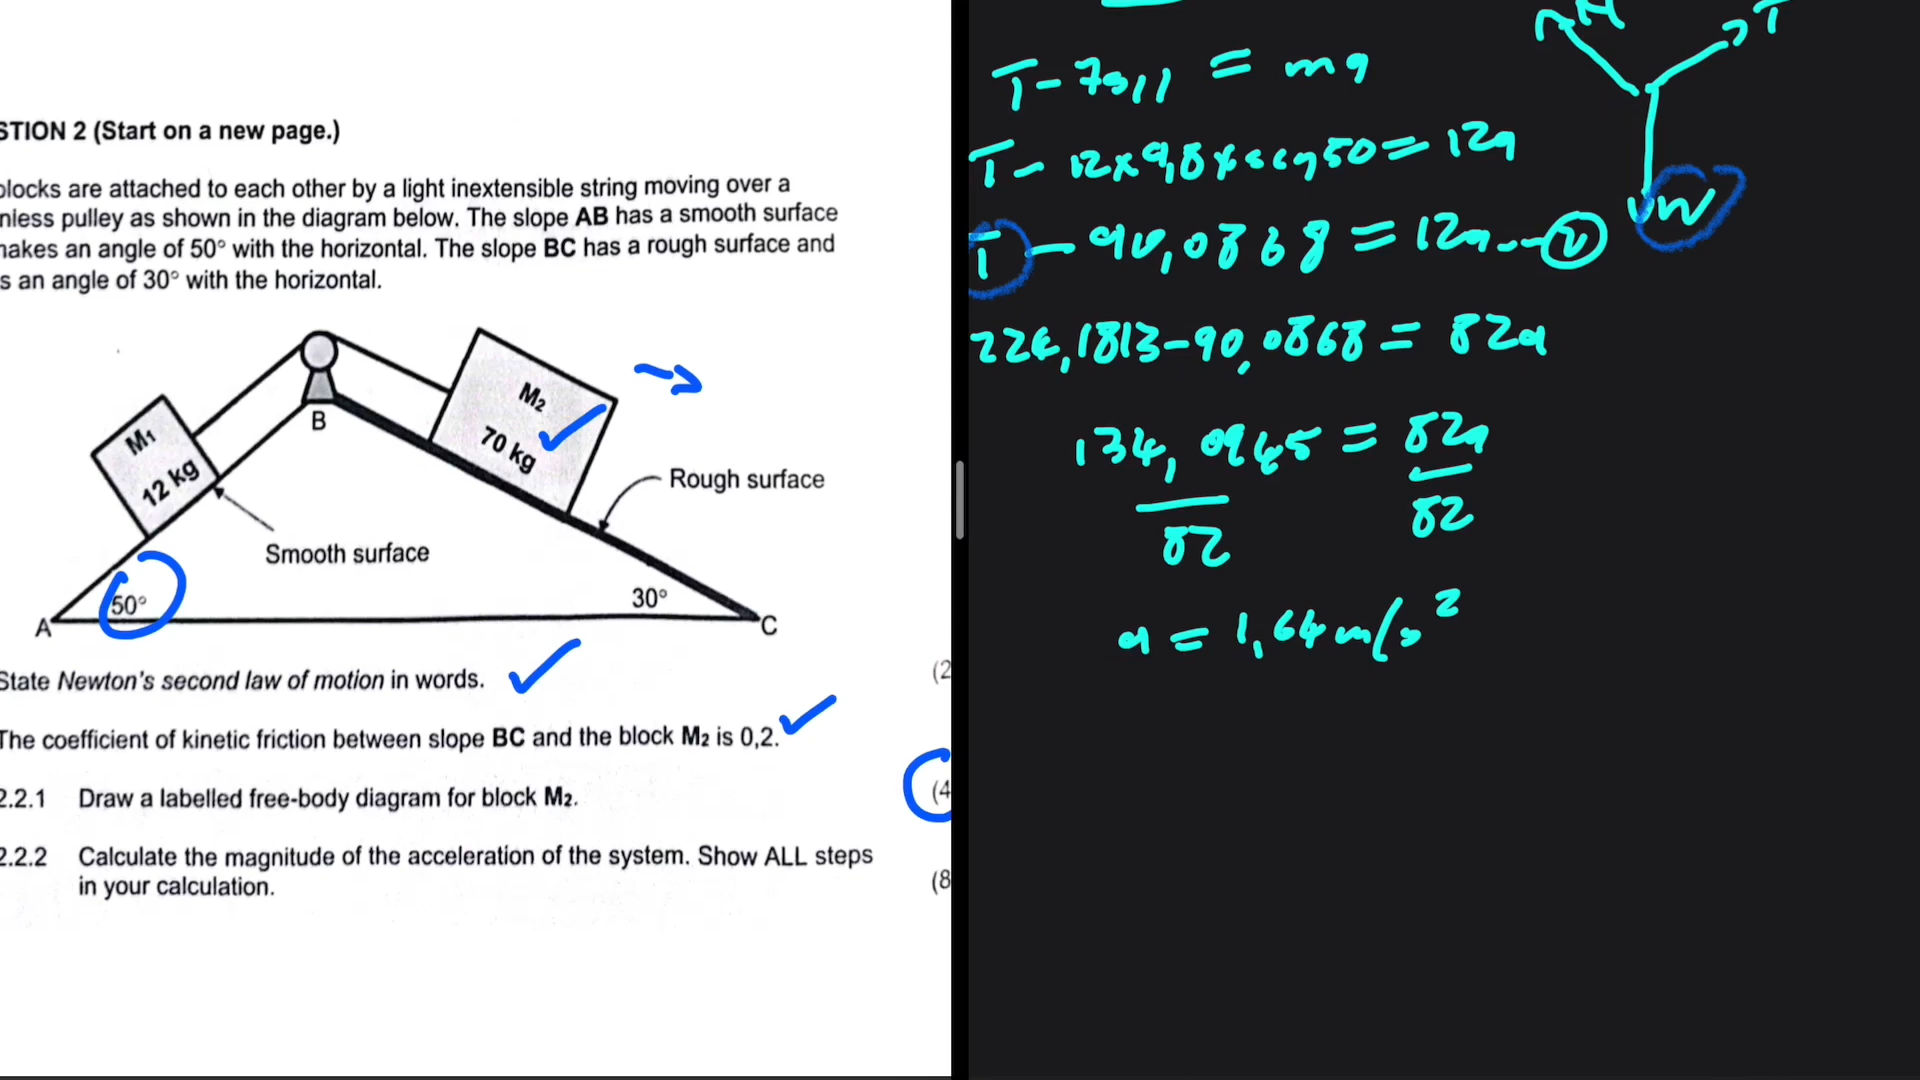 STION 2 (Start on a new page.)
blocks are attached to each other by a light inextensible string moving over a
nless pulley as shown in the diagram below. The slope AB has a smooth surface
makes an angle of 50° with the horizontal. The slope BC has a rough surface and
s an angle of 30° with the horizontal.
M₁
12 kg
B
M₂
70 kg
Rough surface
Smooth surface
50°
30°
A
C
State Newton's second law of motion in words.
(2
The coefficient of kinetic friction between slope BC and the block M₂ is 0,2.
2.2.1 Draw a labelled free-body diagram for block M₂.
(4
2.2.2 Calculate the magnitude of the acceleration of the system. Show ALL steps
in your calculation.
(8
T - Fg11 = ma
T - 12×9,8×sin50 = 12a
T - 90,0868 = 12a--②
224,1813-90,0868 = 82a
134,0945 = 82a
82 82
a = 1,64 m/s²
T
W